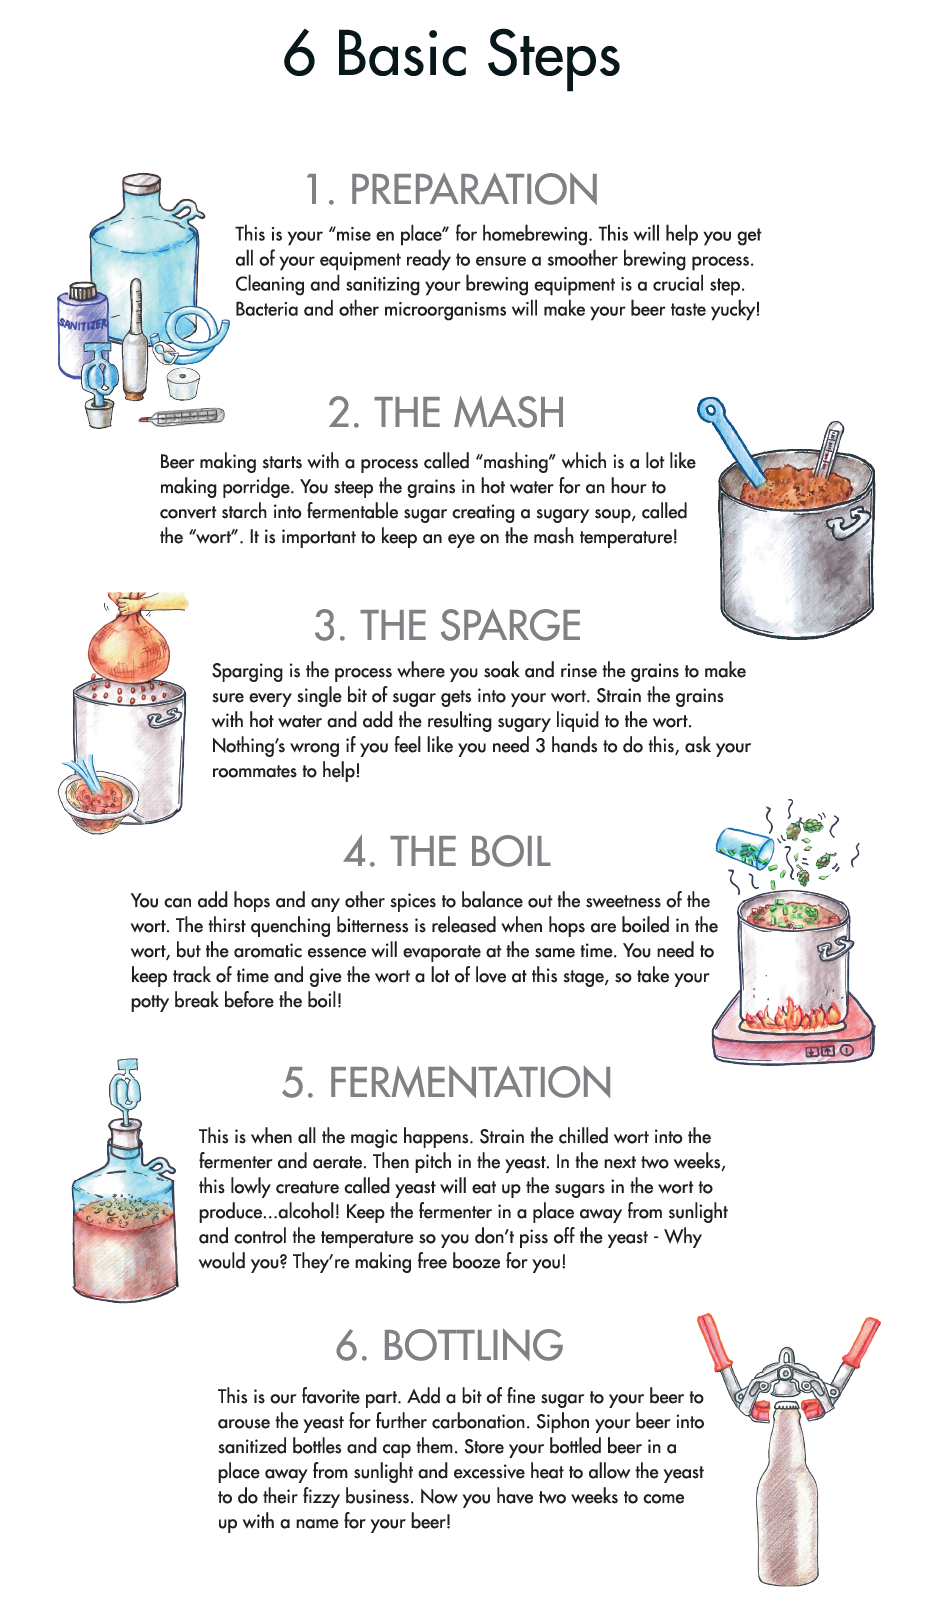 6 Basic Steps
1. PREPARATION
This is your “mise en place” for homebrewing. This will help you get
all of your equipment ready to ensure a smoother brewing process.
Cleaning and sanitizing your brewing equipment is a crucial step.
Bacteria and other microorganisms will make your beer taste yucky!
SANITIZER
2. THE MASH
Beer making starts with a process called “mashing” which is a lot like
making porridge. You steep the grains in hot water for an hour to
convert starch into fermentable sugar creating a sugary soup, called
the “wort”. It is important to keep an eye on the mash temperature!
3. THE SPARGE
Sparging is the process where you soak and rinse the grains to make
sure every single bit of sugar gets into your wort. Strain the grains
with hot water and add the resulting sugary liquid to the wort.
Nothing’s wrong if you feel like you need 3 hands to do this, ask your
roommates to help!
4. THE BOIL
You can add hops and any other spices to balance out the sweetness of the
wort. The thirst quenching bitterness is released when hops are boiled in the
wort, but the aromatic essence will evaporate at the same time. You need to
keep track of time and give the wort a lot of love at this stage, so take your
potty break before the boil!
5. FERMENTATION
This is when all the magic happens. Strain the chilled wort into the
fermenter and aerate. Then pitch in the yeast. In the next two weeks,
this lowly creature called yeast will eat up the sugars in the wort to
produce...alcohol! Keep the fermenter in a place away from sunlight
and control the temperature so you don’t piss off the yeast - Why
would you? They’re making free booze for you!
6. BOTTLING
This is our favorite part. Add a bit of fine sugar to your beer to
arouse the yeast for further carbonation. Siphon your beer into
sanitized bottles and cap them. Store your bottled beer in a
place away from sunlight and excessive heat to allow the yeast
to do their fizzy business. Now you have two weeks to come
up with a name for your beer!